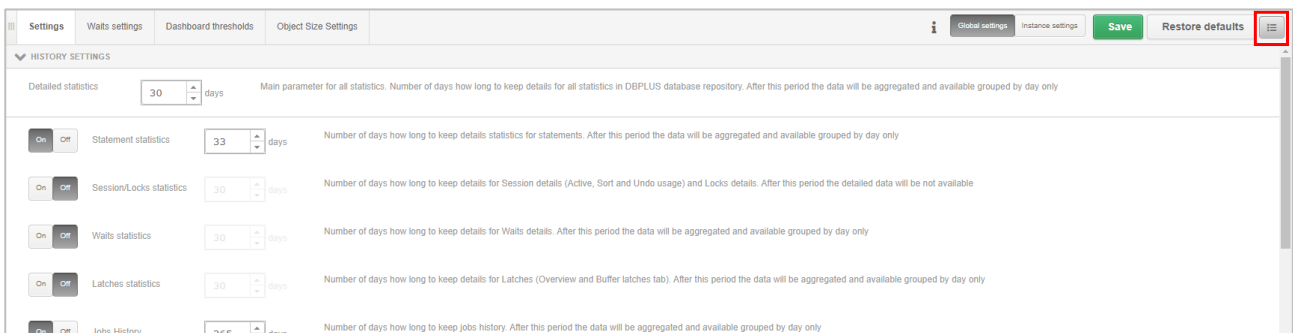 Settings Waits settings Dashboard thresholds Object Size Settings i Global settings Instance settings Save Restore defaults
HISTORY SETTINGS
Detailed statistics 30 days Main parameter for all statistics. Number of days how long to keep details for all statistics in DBPLUS database repository. After this period the data will be aggregated and available grouped by day only
On Off Statement statistics 33 days Number of days how long to keep details statistics for statements. After this period the data will be aggregated and available grouped by day only
On Off Session/Locks statistics 30 days Number of days how long to keep details for Session details (Active, Sort and Undo usage) and Locks details. After this period the detailed data will be not available
On Off Waits statistics 30 days Number of days how long to keep details for Waits details. After this period the data will be aggregated and available grouped by day only
On Off Latches statistics 30 days Number of days how long to keep details for Latches (Overview and Buffer latches tab). After this period the data will be aggregated and available grouped by day only
On Off Jobs History 365 days Number of days how long to keep jobs history. After this period the data will be aggregated and available grouped by day only